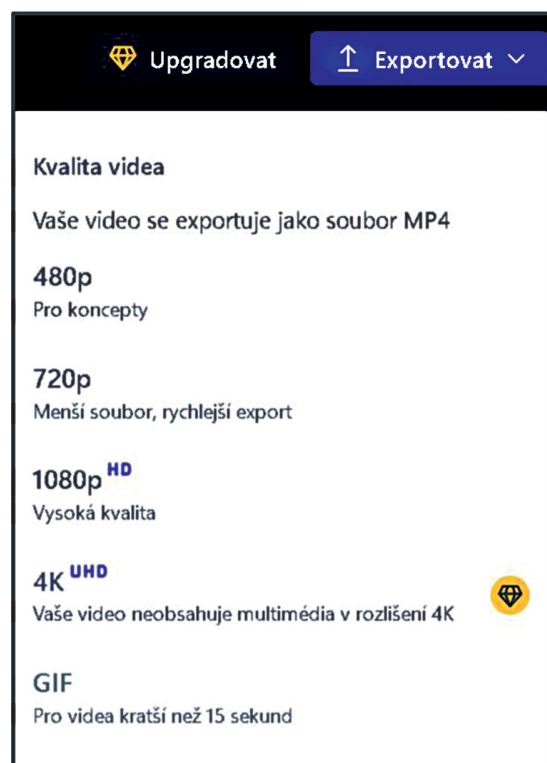 Upgradovat
Exportovat
Kvalita videa
Vaše video se exportuje jako soubor MP4
480p
Pro koncepty
720p
Menší soubor, rychlejší export
1080p HD
Vysoká kvalita
4K UHD
Vaše video neobsahuje multimédia v rozlišení 4K
GIF
Pro videa kratší než 15 sekund